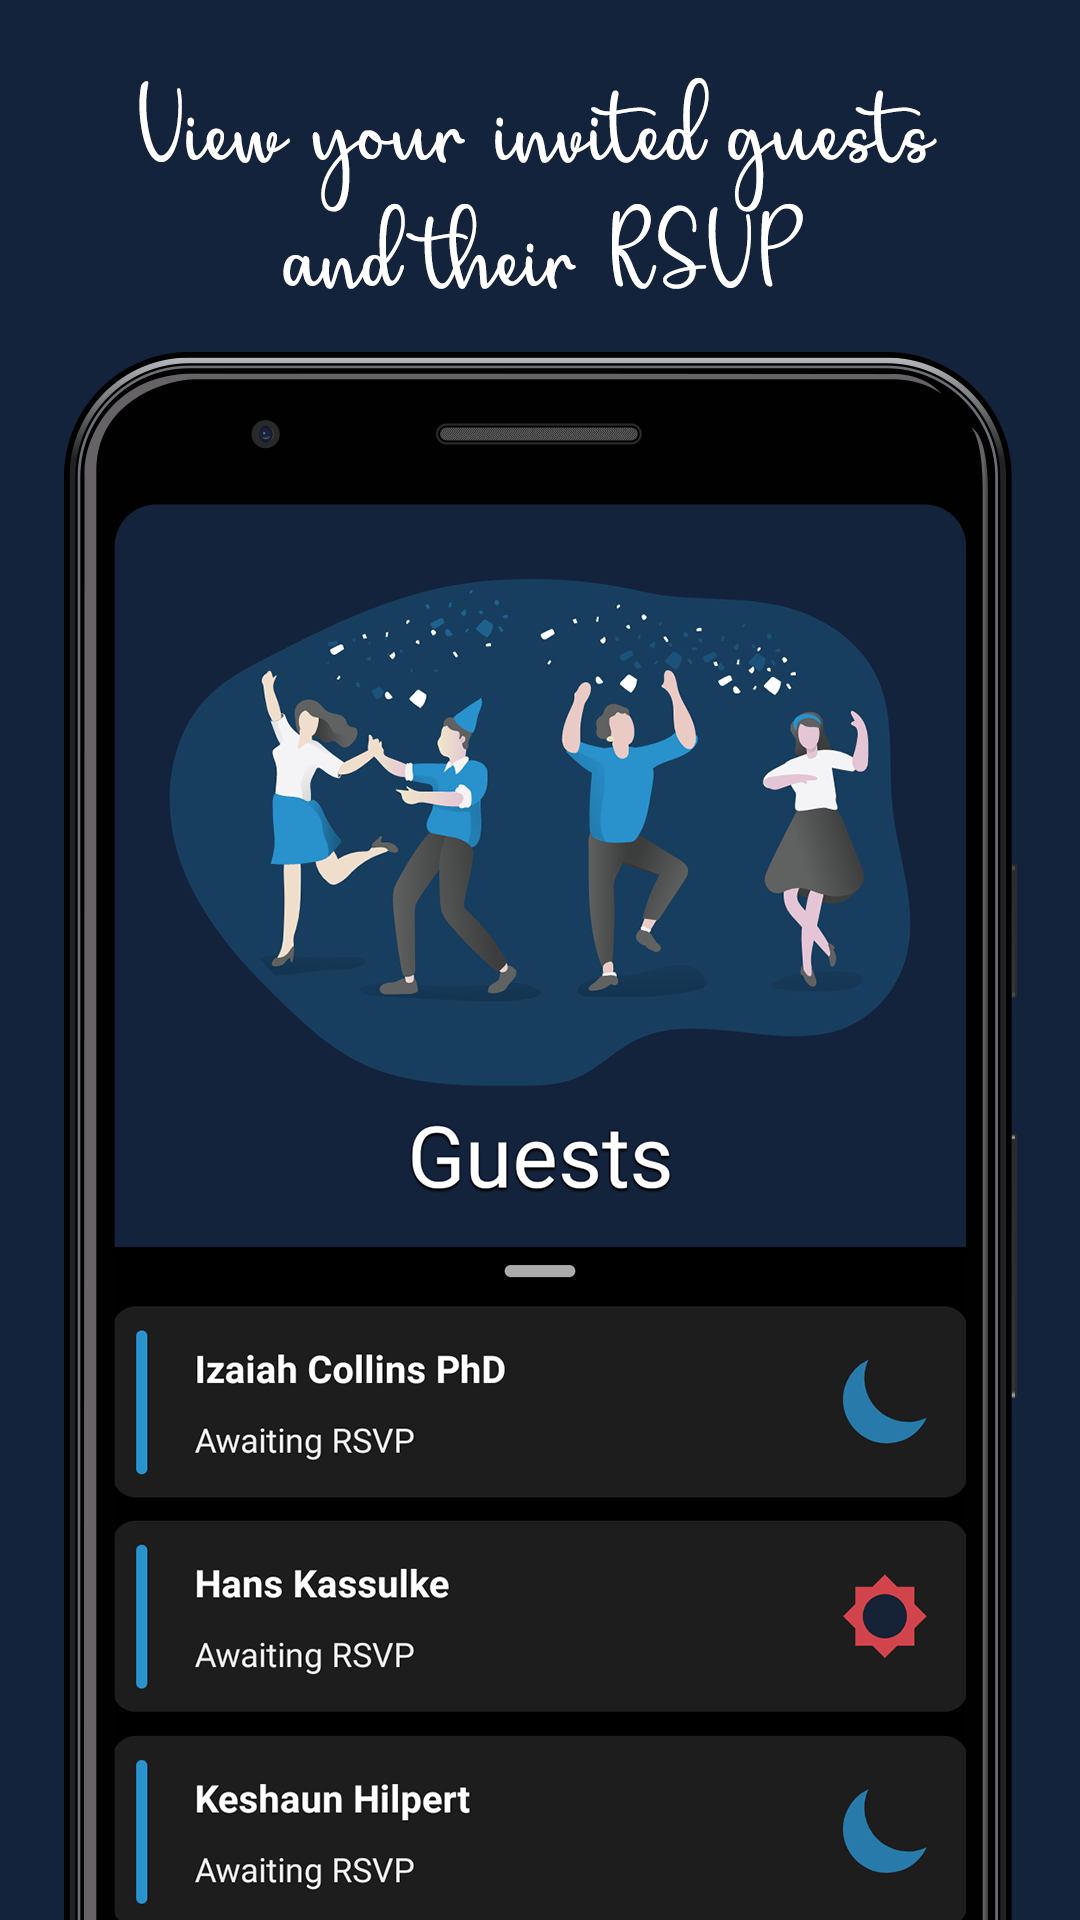 View your invited guests
and their RSVP
Guests
Izaiah Collins PhD
Awaiting RSVP
Hans Kassulke
Awaiting RSVP
Keshaun Hilpert
Awaiting RSVP